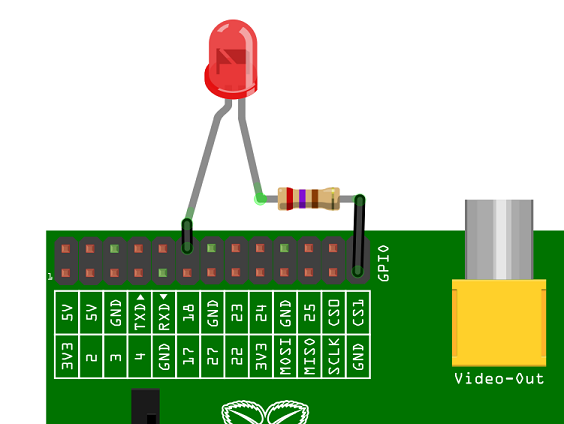 1
GPIO
5V 5V GND TXD▲ RXD▼ 18 GND 23 24 GND 25 CS0 CS1
3V3 2 3 4 GND 17 27 22 3V3 MOSI MISO SCLK GND
Video-Out